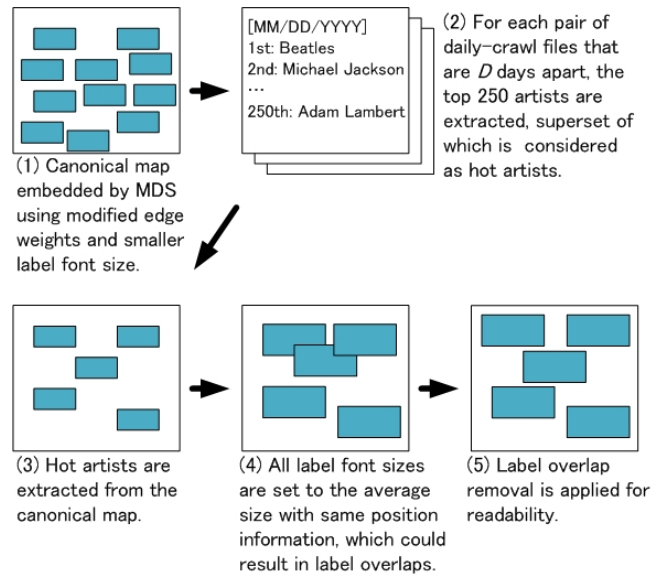 [MM/DD/YYYY]
1st: Beatles
2nd: Michael Jackson
...
250th: Adam Lambert
(2) For each pair of
daily-crawl files that
are D days apart, the
top 250 artists are
extracted, superset of
which is considered
as hot artists.
(1) Canonical map
embedded by MDS
using modified edge
weights and smaller
label font size.
(3) Hot artists are
extracted from the
canonical map.
(4) All label font sizes
are set to the average
size with same position
information, which could
result in label overlaps.
(5) Label overlap
removal is applied for
readability.